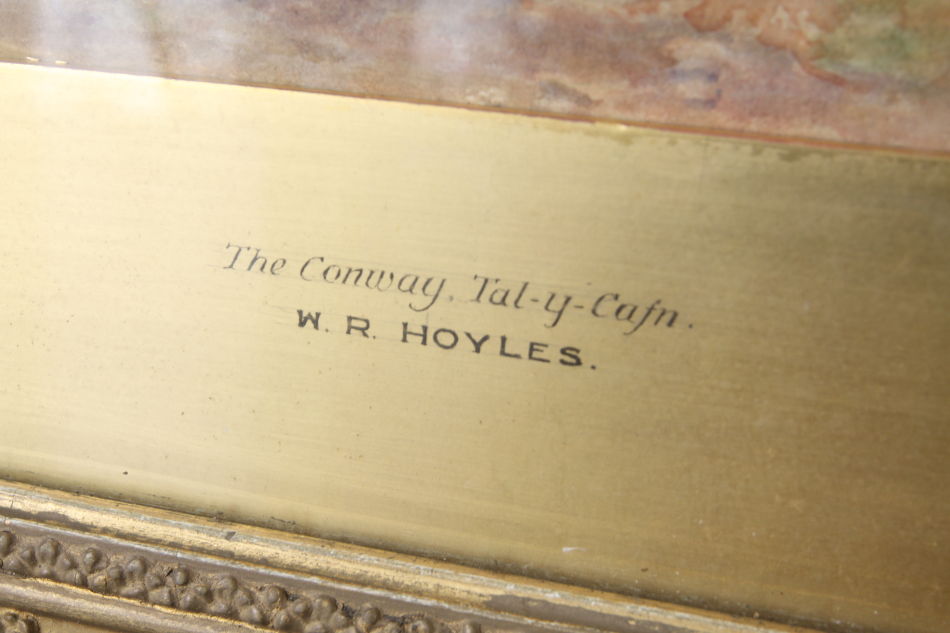 The Conway, Tal-y-Cafn.
W. R. HOYLES.